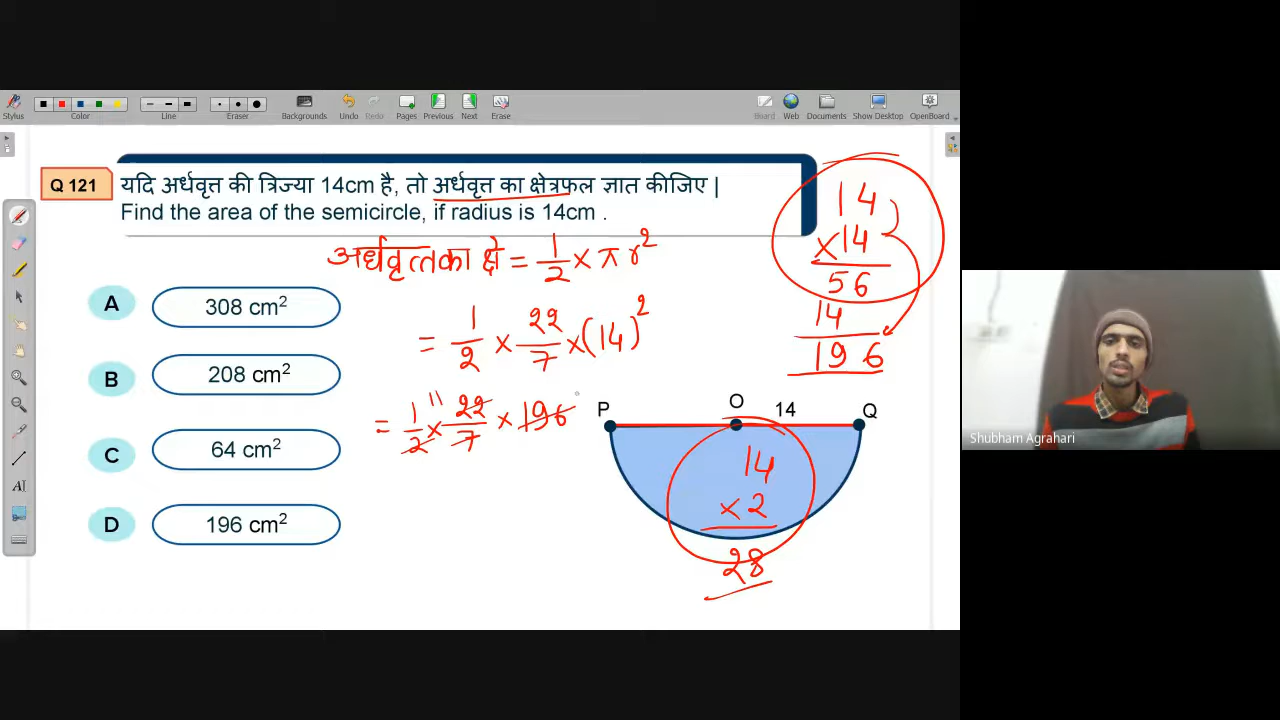 Stylus Color Line Eraser Backgrounds Undo Redo Pages Previous Next Erase Board Web Documents Show Desktop OpenBoard
Q 121
यदि अर्धवृत्त की त्रिज्या 14cm है, तो अर्धवृत्त का क्षेत्रफल ज्ञात कीजिए |
Find the area of the semicircle, if radius is 14cm .
अर्धवृत्त का क्षे = 1/2 × π r²
= 1/2 × 22/7 × (14)²
= 1/2 × 22/7 × 196
11
A 308 cm²
B 208 cm²
C 64 cm²
D 196 cm²
14
×14
56
14
196
P O 14 Q
14
×2
28
Shubham Agrahari